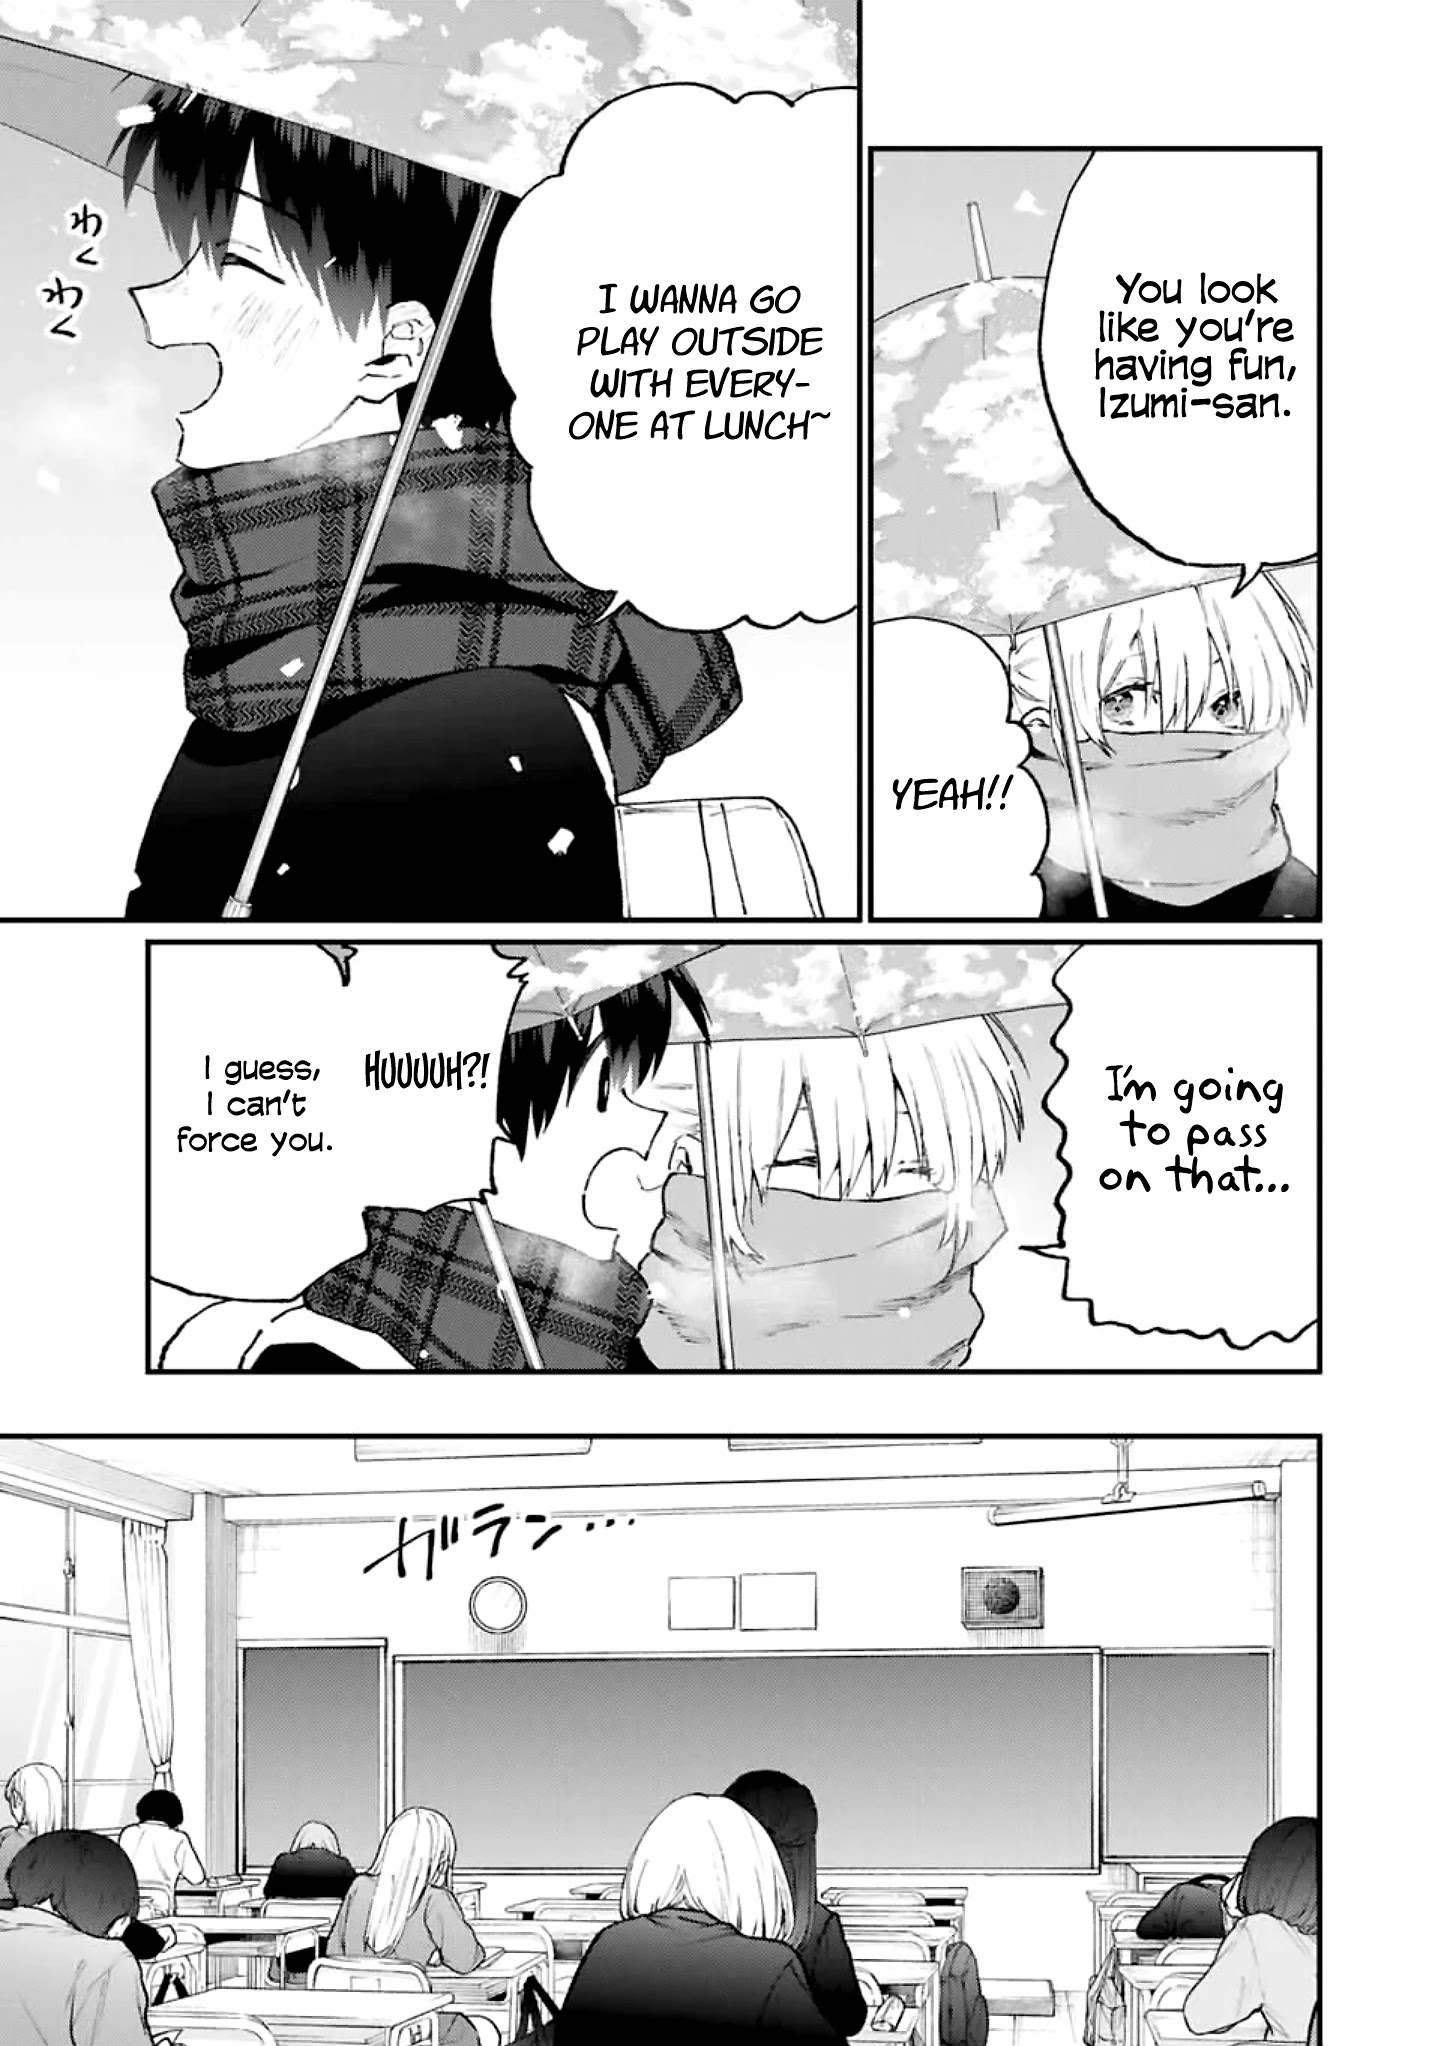 You look
like you're
having fun,
Izumi-san.
YEAH!!
I WANNA GO
PLAY OUTSIDE
WITH EVERY-
ONE AT LUNCH~
わくわく
I'm going
to pass
on that...
HUUUUH?!
I guess,
I can't
force you.
ガラン・・・